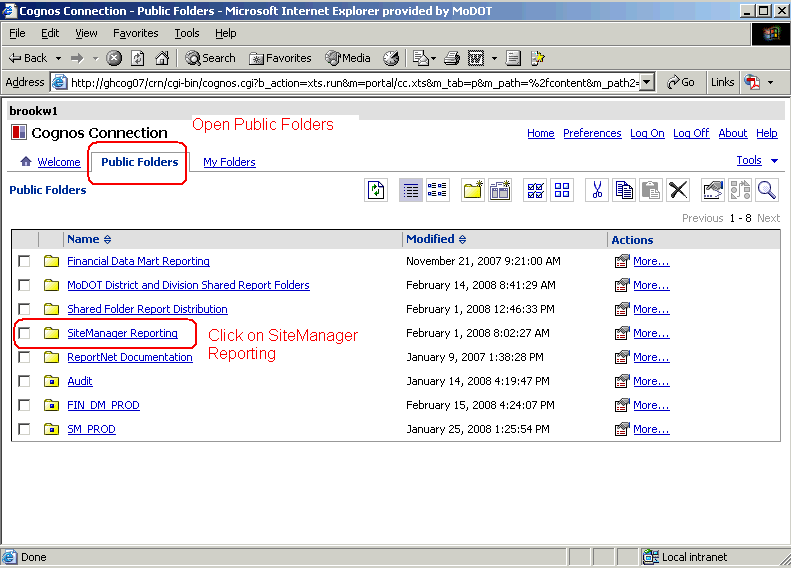 Cognos Connection - Public Folders - Microsoft Internet Explorer provided by MoDOT
File Edit View Favorites Tools Help
Back Search Favorites Media
Address http://ghcog07/crn/cgi-bin/cognos.cgi?b_action=xts.run&m=portal/cc.xts&m_tab=p&m_path=%2fcontent&m_path2= Go Links
brookw1
Cognos Connection Open Public Folders Home Preferences Log On Log Off About Help
Welcome Public Folders My Folders Tools
Public Folders
Previous 1 - 8 Next
Name Modified Actions
Financial Data Mart Reporting November 21, 2007 9:21:00 AM More...
MoDOT District and Division Shared Report Folders February 14, 2008 8:41:29 AM More...
Shared Folder Report Distribution February 1, 2008 12:46:33 PM More...
SiteManager Reporting Click on SiteManager February 1, 2008 8:02:27 AM More...
Reporting
ReportNet Documentation January 9, 2007 1:38:28 PM More...
Audit January 14, 2008 4:19:47 PM More...
FIN_DM_PROD February 15, 2008 4:24:07 PM More...
SM_PROD January 25, 2008 1:25:54 PM More...
Done Local intranet